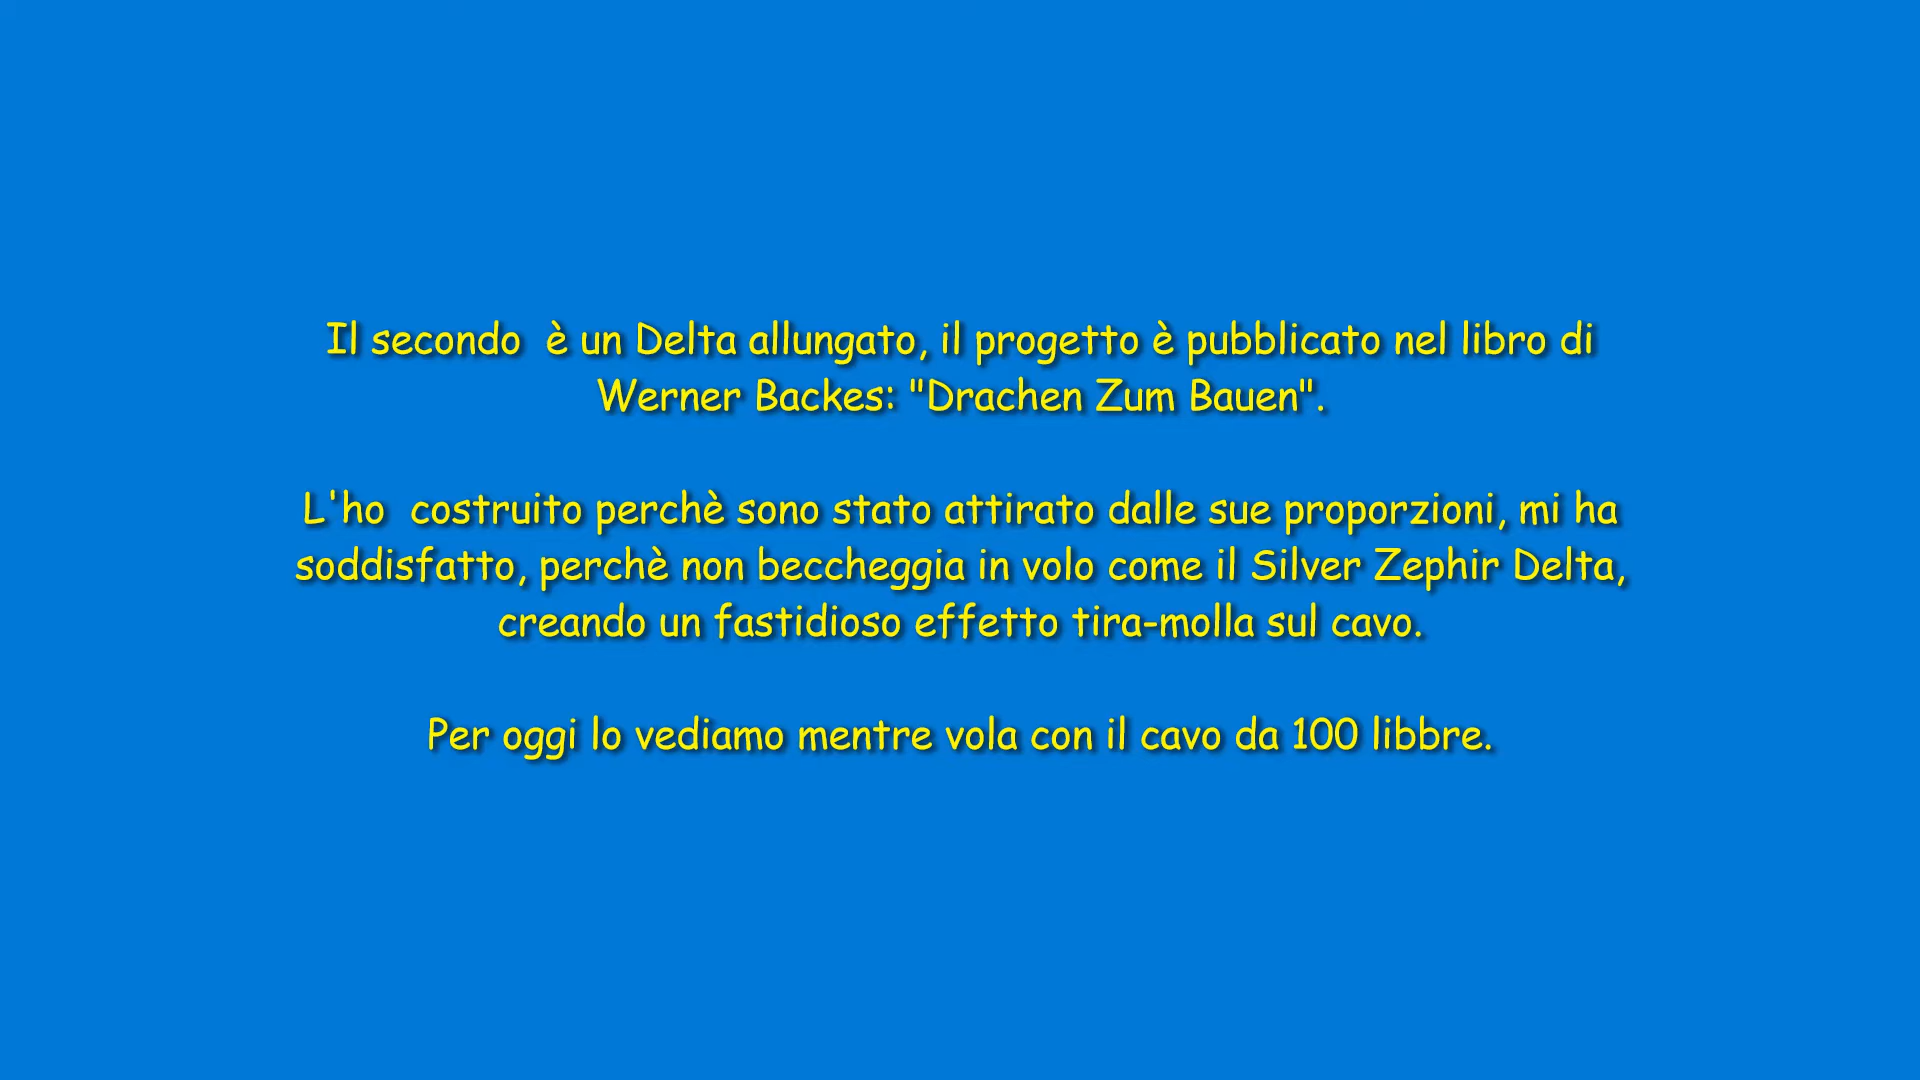 Il secondo  è un Delta allungato, il progetto è pubblicato nel libro di
Werner Backes: "Drachen Zum Bauen".
L'ho  costruito perchè sono stato attirato dalle sue proporzioni, mi ha
soddisfatto, perchè non beccheggia in volo come il Silver Zephir Delta,
creando un fastidioso effetto tira-molla sul cavo.
Per oggi lo vediamo mentre vola con il cavo da 100 libbre.